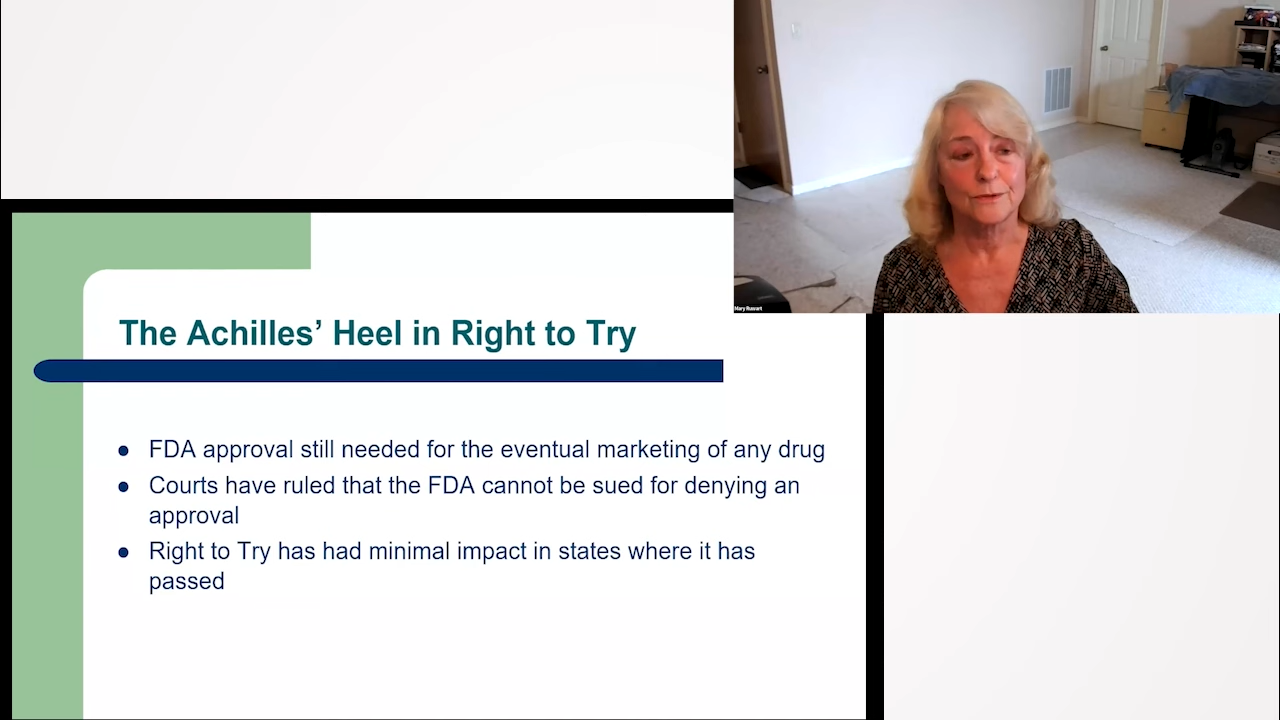 Mary Ruwart
The Achilles’ Heel in Right to Try
● FDA approval still needed for the eventual marketing of any drug
● Courts have ruled that the FDA cannot be sued for denying an
approval
● Right to Try has had minimal impact in states where it has
passed